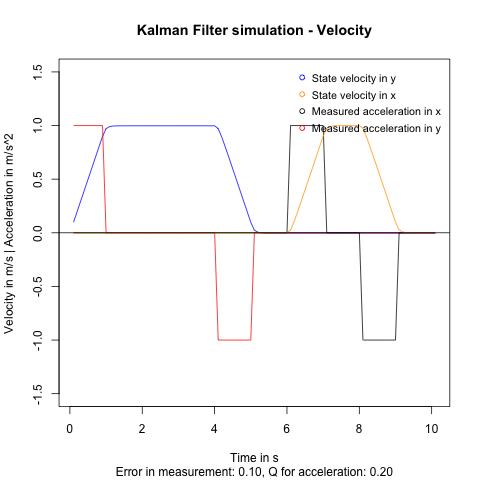 Kalman Filter simulation - Velocity
Velocity in m/s | Acceleration in m/s^2
1.5
1.0
0.5
0.0
-0.5
-1.0
-1.5
State velocity in y
State velocity in x
Measured acceleration in x
Measured acceleration in y
0 2 4 6 8 10
Time in s
Error in measurement: 0.10, Q for acceleration: 0.20